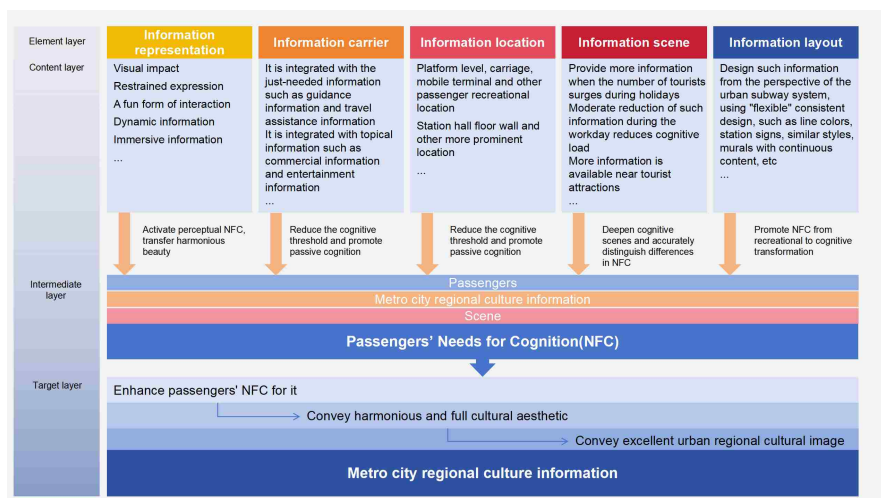 Element layer
Information
representation
Information carrier
Information location
Information scene
Information layout
Content layer
Visual impact
Restrained expression
A fun form of interaction
Dynamic information
Immersive information
...
It is integrated with the
just-needed information
such as guidance
information and travel
assistance information
It is integrated with topical
information such as
commercial information
and entertainment
information
...
Platform level, carriage,
mobile terminal and other
passenger recreational
location
Station hall floor wall and
other more prominent
location
...
Provide more information
when the number of tourists
surges during holidays
Moderate reduction of such
information during the
workday reduces cognitive
load
More information is
available near tourist
attractions
...
Design such information
from the perspective of the
urban subway system,
using "flexible" consistent
design, such as line colors,
station signs, similar styles,
murals with continuous
content, etc
...
Activate perceptual NFC,
transfer harmonious
beauty
Reduce the cognitive
threshold and promote
passive cognition
Reduce the cognitive
threshold and promote
passive cognition
Deepen cognitive
scenes and accurately
distinguish differences
in NFC
Promote NFC from
recreational to cognitive
transformation
Intermediate
layer
Passengers
Metro city regional culture information
Scene
Passengers' Needs for Cognition(NFC)
Target layer
Enhance passengers' NFC for it
Convey harmonious and full cultural aesthetic
Convey excellent urban regional cultural image
Metro city regional culture information